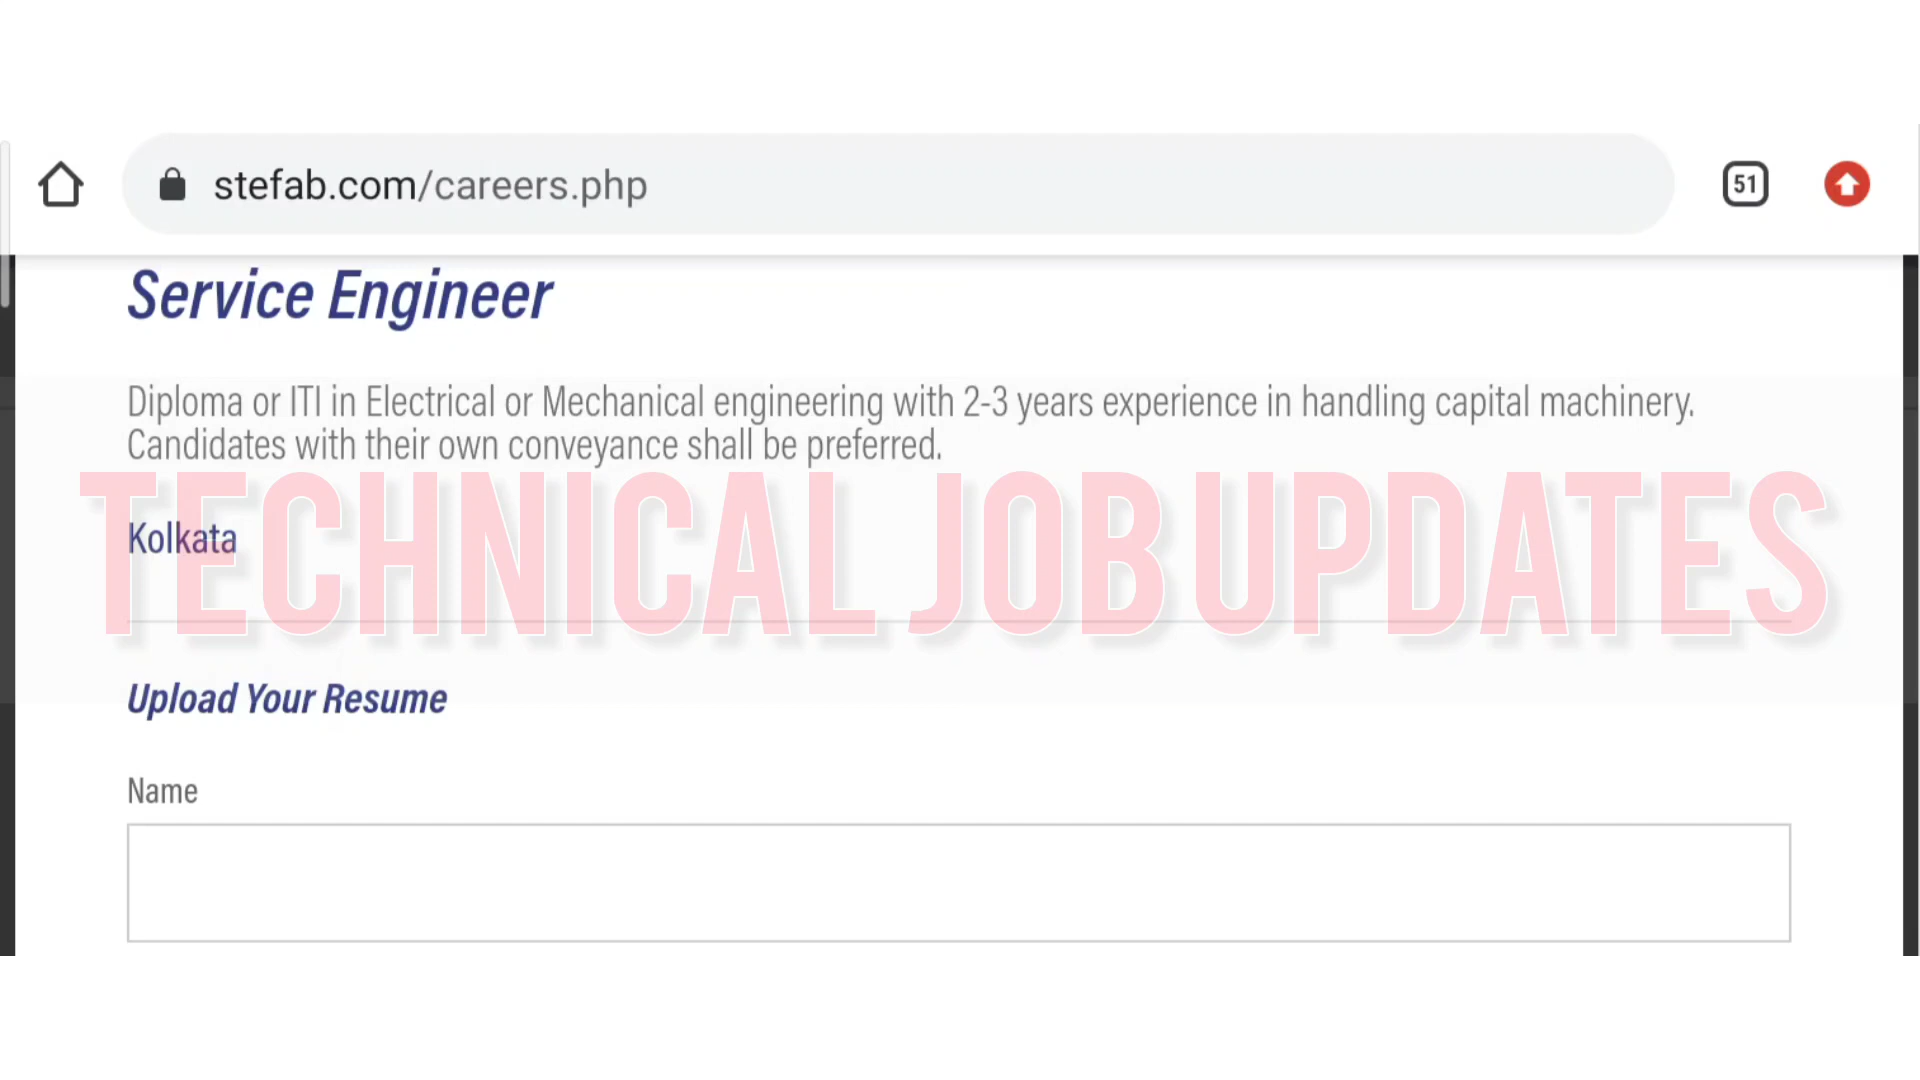 stefab.com/careers.php
51
Service Engineer
Diploma or ITI in Electrical or Mechanical engineering with 2-3 years experience in handling capital machinery.
Candidates with their own conveyance shall be preferred.
TECHNICAL JOB UPDATES
Kolkata
Upload Your Resume
Name